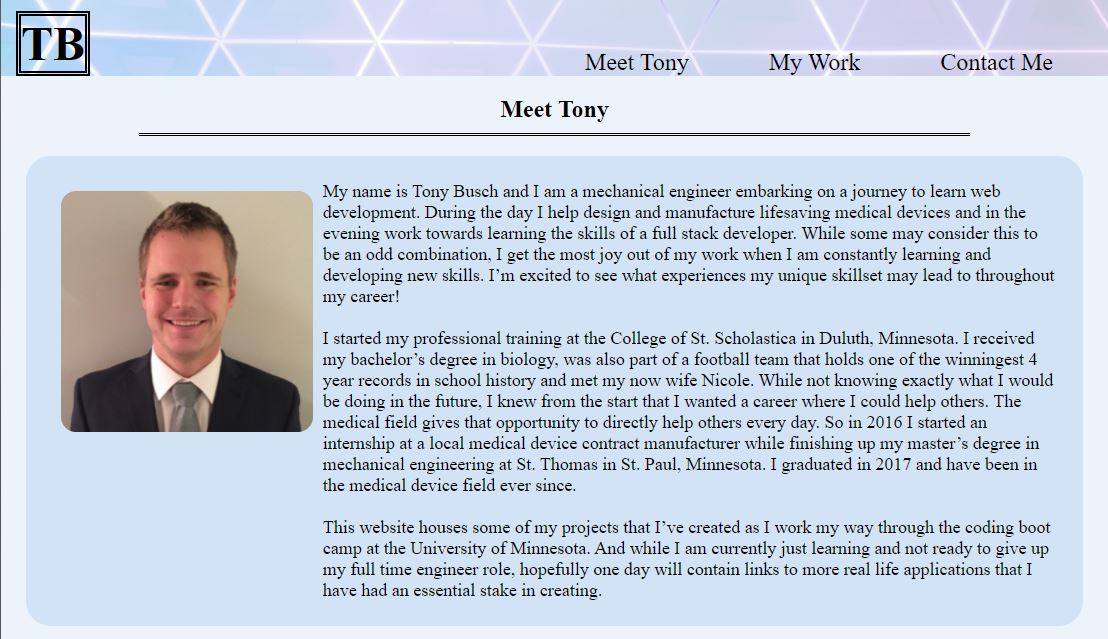 TB
Meet Tony
My Work
Contact Me
Meet Tony
My name is Tony Busch and I am a mechanical engineer embarking on a journey to learn web
development. During the day I help design and manufacture lifesaving medical devices and in the
evening work towards learning the skills of a full stack developer. While some may consider this to
be an odd combination, I get the most joy out of my work when I am constantly learning and
developing new skills. I’m excited to see what experiences my unique skillset may lead to throughout
my career!
I started my professional training at the College of St. Scholastica in Duluth, Minnesota. I received
my bachelor’s degree in biology, was also part of a football team that holds one of the winningest 4
year records in school history and met my now wife Nicole. While not knowing exactly what I would
be doing in the future, I knew from the start that I wanted a career where I could help others. The
medical field gives that opportunity to directly help others every day. So in 2016 I started an
internship at a local medical device contract manufacturer while finishing up my master’s degree in
mechanical engineering at St. Thomas in St. Paul, Minnesota. I graduated in 2017 and have been in
the medical device field ever since.
This website houses some of my projects that I’ve created as I work my way through the coding boot
camp at the University of Minnesota. And while I am currently just learning and not ready to give up
my full time engineer role, hopefully one day will contain links to more real life applications that I
have had an essential stake in creating.